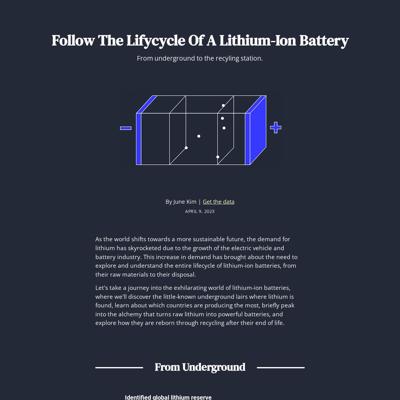 Follow The Lifycycle Of A Lithium-Ion Battery
From underground to the recyling station.
By June Kim | Get the data
APRIL 9, 2023
As the world shifts towards a more sustainable future, the demand for
lithium has skyrocketed due to the growth of the electric vehicle and
battery industry. This increase in demand has brought about the need to
explore and understand the entire lifecycle of lithium-ion batteries, from
their raw materials to their disposal.
Let's take a journey into the exhilarating world of lithium-ion batteries,
where we'll discover the little-known underground lairs where lithium is
found, learn about which countries are producing the most, briefly peak
into the alchemy that turns raw lithium into powerful batteries, and
explore how they are reborn through recycling after their end of life.
From Underground
Identified global lithium reserve